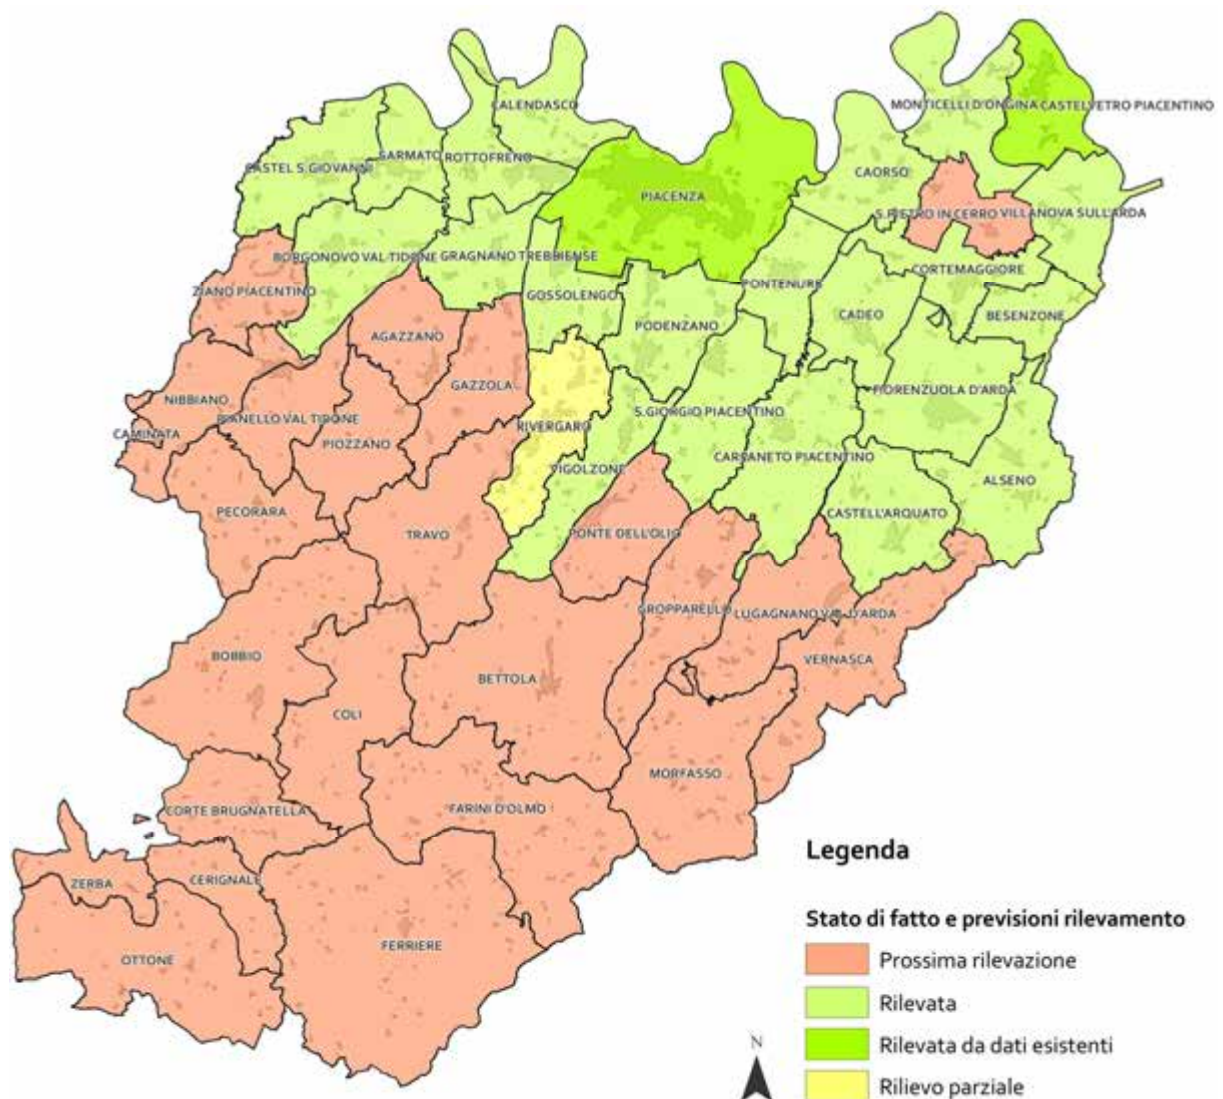 CALENDASCO
MONTICELLI D'ONGINA
CASTELVETRO PIACENTINO
SARMATO
ROTTOFRENO
CASTEL S.GIOVANNI
CAORSO
PIACENZA
S.PIETRO IN CERRO
VILLANOVA SULL'ARDA
BORGONOVO VAL TIDONE
GRAGNANO TREBBIENSE
CORTEMAGGIORE
ZIANO PIACENTINO
GOSSOLENGO
PONTENURE
CADEO
BESENZONE
PODENZANO
AGAZZANO
GAZZOLA
FIORENZUOLA D'ARDA
NIBBIANO
PIANELLO VAL TIDONE
S.GIORGIO PIACENTINO
RIVERGARO
CAMINATA
PIOZZANO
CARPANETO PIACENTINO
VIGOLZONE
ALSENO
PECORARA
CASTELL'ARQUATO
TRAVO
PONTE DELL'OLIO
GROPPARELLO
LUGAGNANO VAL D'ARDA
BOBBIO
VERNASCA
BETTOLA
COLI
MORFASSO
CORTE BRUGNATELLA
FARINI D'OLMO
ZERBA
CERIGNALE
FERRIERE
OTTONE
Legenda
Stato di fatto e previsioni rilevamento
Prossima rilevazione
Rilevata
Rilevata da dati esistenti
Rilievo parziale
N